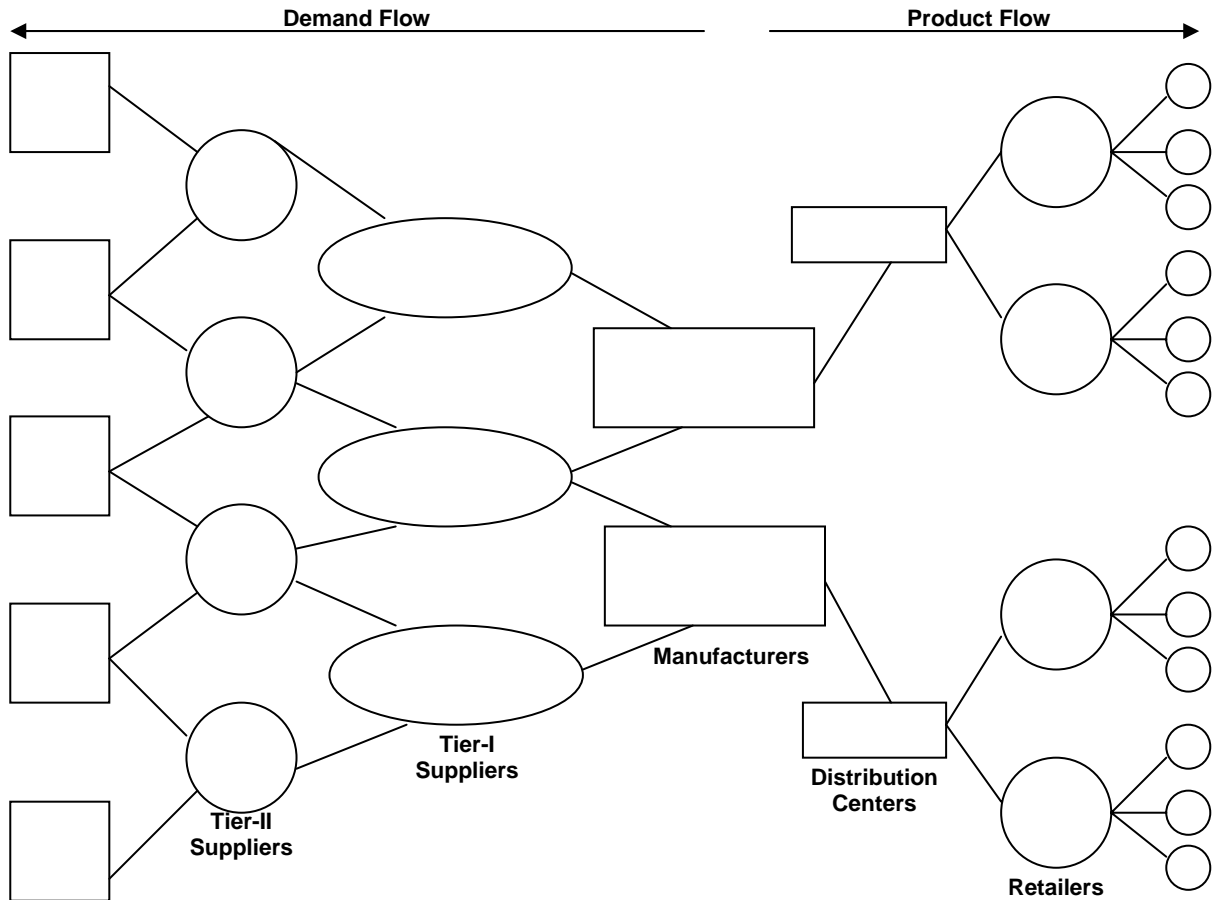 Demand Flow
Product Flow
Manufacturers
Tier-I
Suppliers
Distribution
Centers
Tier-II
Suppliers
Retailers